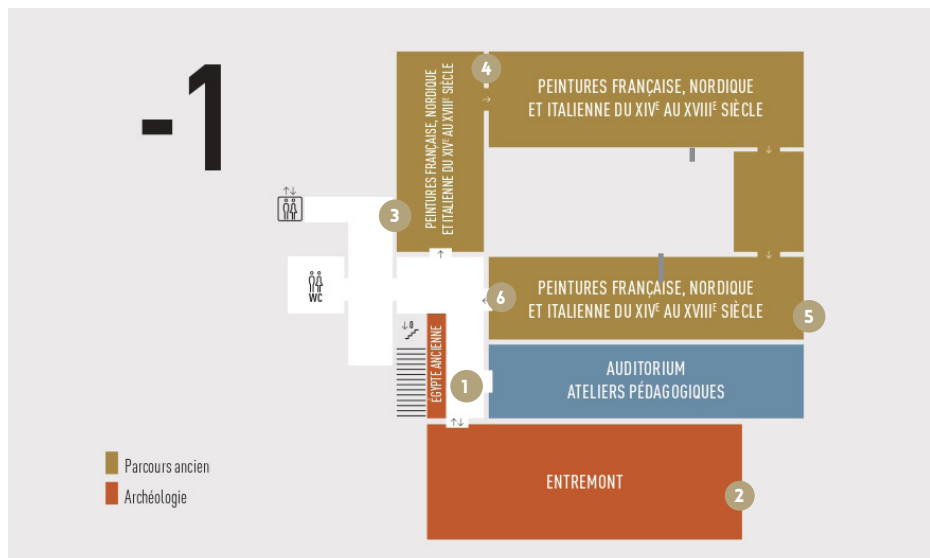 -1
PEINTURES FRANÇAISE, NORDIQUE
ET ITALIENNE DU XIVE AU XVIIIE SIÈCLE
4
PEINTURES FRANÇAISE, NORDIQUE
ET ITALIENNE DU XIVE AU XVIIIE SIÈCLE
3
WC
6
PEINTURES FRANÇAISE, NORDIQUE
ET ITALIENNE DU XIVE AU XVIIIE SIÈCLE
5
0
ÉGYPTE ANCIENNE
1
AUDITORIUM
ATELIERS PÉDAGOGIQUES
Parcours ancien
Archéologie
ENTREMONT
2